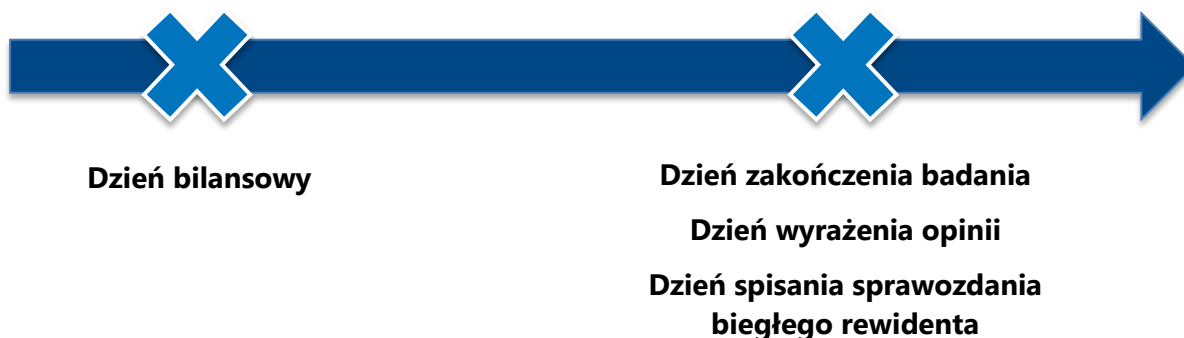 Dzień bilansowy
Dzień zakończenia badania
Dzień wyrażenia opinii
Dzień spisania sprawozdania
biegłego rewidenta